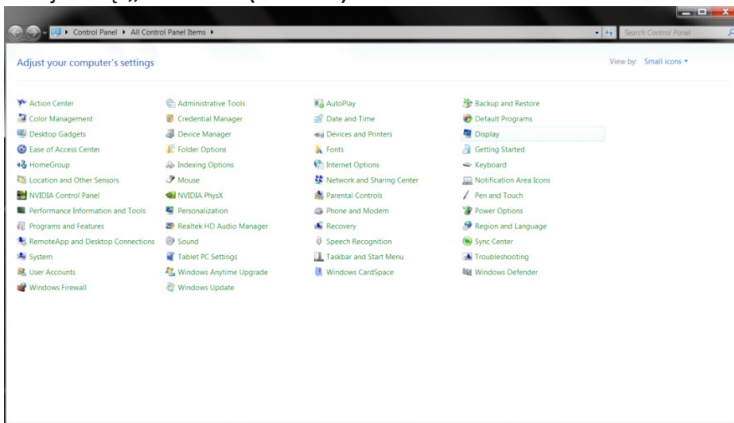 Control Panel ▸ All Control Panel Items ▸ Search Control Panel
Adjust your computer's settings View by: Small icons
Action Center Administrative Tools AutoPlay Backup and Restore
Color Management Credential Manager Date and Time Default Programs
Desktop Gadgets Device Manager Devices and Printers Display
Ease of Access Center Folder Options Fonts Getting Started
HomeGroup Indexing Options Internet Options Keyboard
Location and Other Sensors Mouse Network and Sharing Center Notification Area Icons
NVIDIA Control Panel NVIDIA PhysX Parental Controls Pen and Touch
Performance Information and Tools Personalization Phone and Modem Power Options
Programs and Features Realtek HD Audio Manager Recovery Region and Language
RemoteApp and Desktop Connections Sound Speech Recognition Sync Center
System Tablet PC Settings Taskbar and Start Menu Troubleshooting
User Accounts Windows Anytime Upgrade Windows CardSpace Windows Defender
Windows Firewall Windows Update